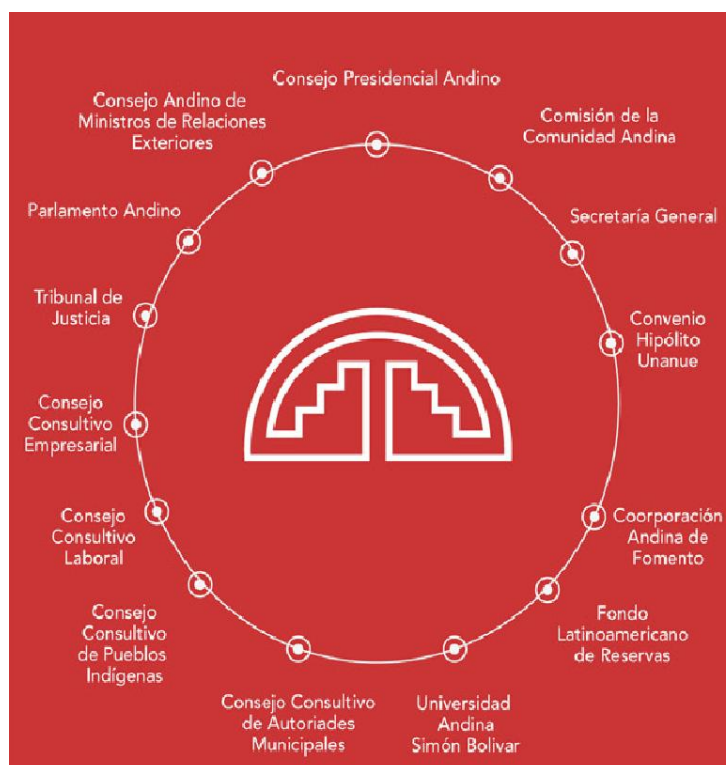 Consejo Presidencial Andino
Comisión de la
Comunidad Andina
Secretaría General
Convenio
Hipólito
Unanue
Coorporación
Andina de
Fomento
Fondo
Latinoamericano
de Reservas
Universidad
Andina
Simón Bolivar
Consejo Consultivo
de Autoriades
Municipales
Consejo
Consultivo
de Pueblos
Indígenas
Consejo
Consultivo
Laboral
Consejo
Consultivo
Empresarial
Tribunal de
Justicia
Parlamento Andino
Consejo Andino de
Ministros de Relaciones
Exteriores